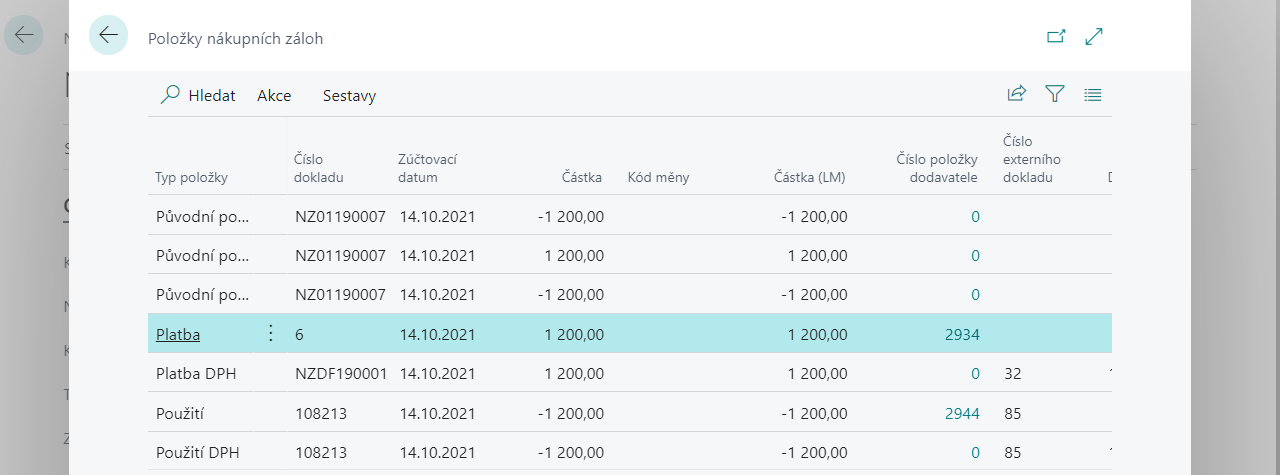 Položky nákupních záloh
Hledat Akce Sestavy
Typ položky Číslo dokladu Zúčtovací datum Částka Kód měny Částka (LM) Číslo položky dodavatele Číslo externího dokladu
Původní po... NZ01190007 14.10.2021 -1 200,00 -1 200,00 0
Původní po... NZ01190007 14.10.2021 1 200,00 1 200,00 0
Původní po... NZ01190007 14.10.2021 -1 200,00 -1 200,00 0
Platba 6 14.10.2021 1 200,00 1 200,00 2934
Platba DPH NZDF190001 14.10.2021 1 200,00 1 200,00 0 32
Použití 108213 14.10.2021 -1 200,00 -1 200,00 2944 85
Použití DPH 108213 14.10.2021 -1 200,00 -1 200,00 0 85